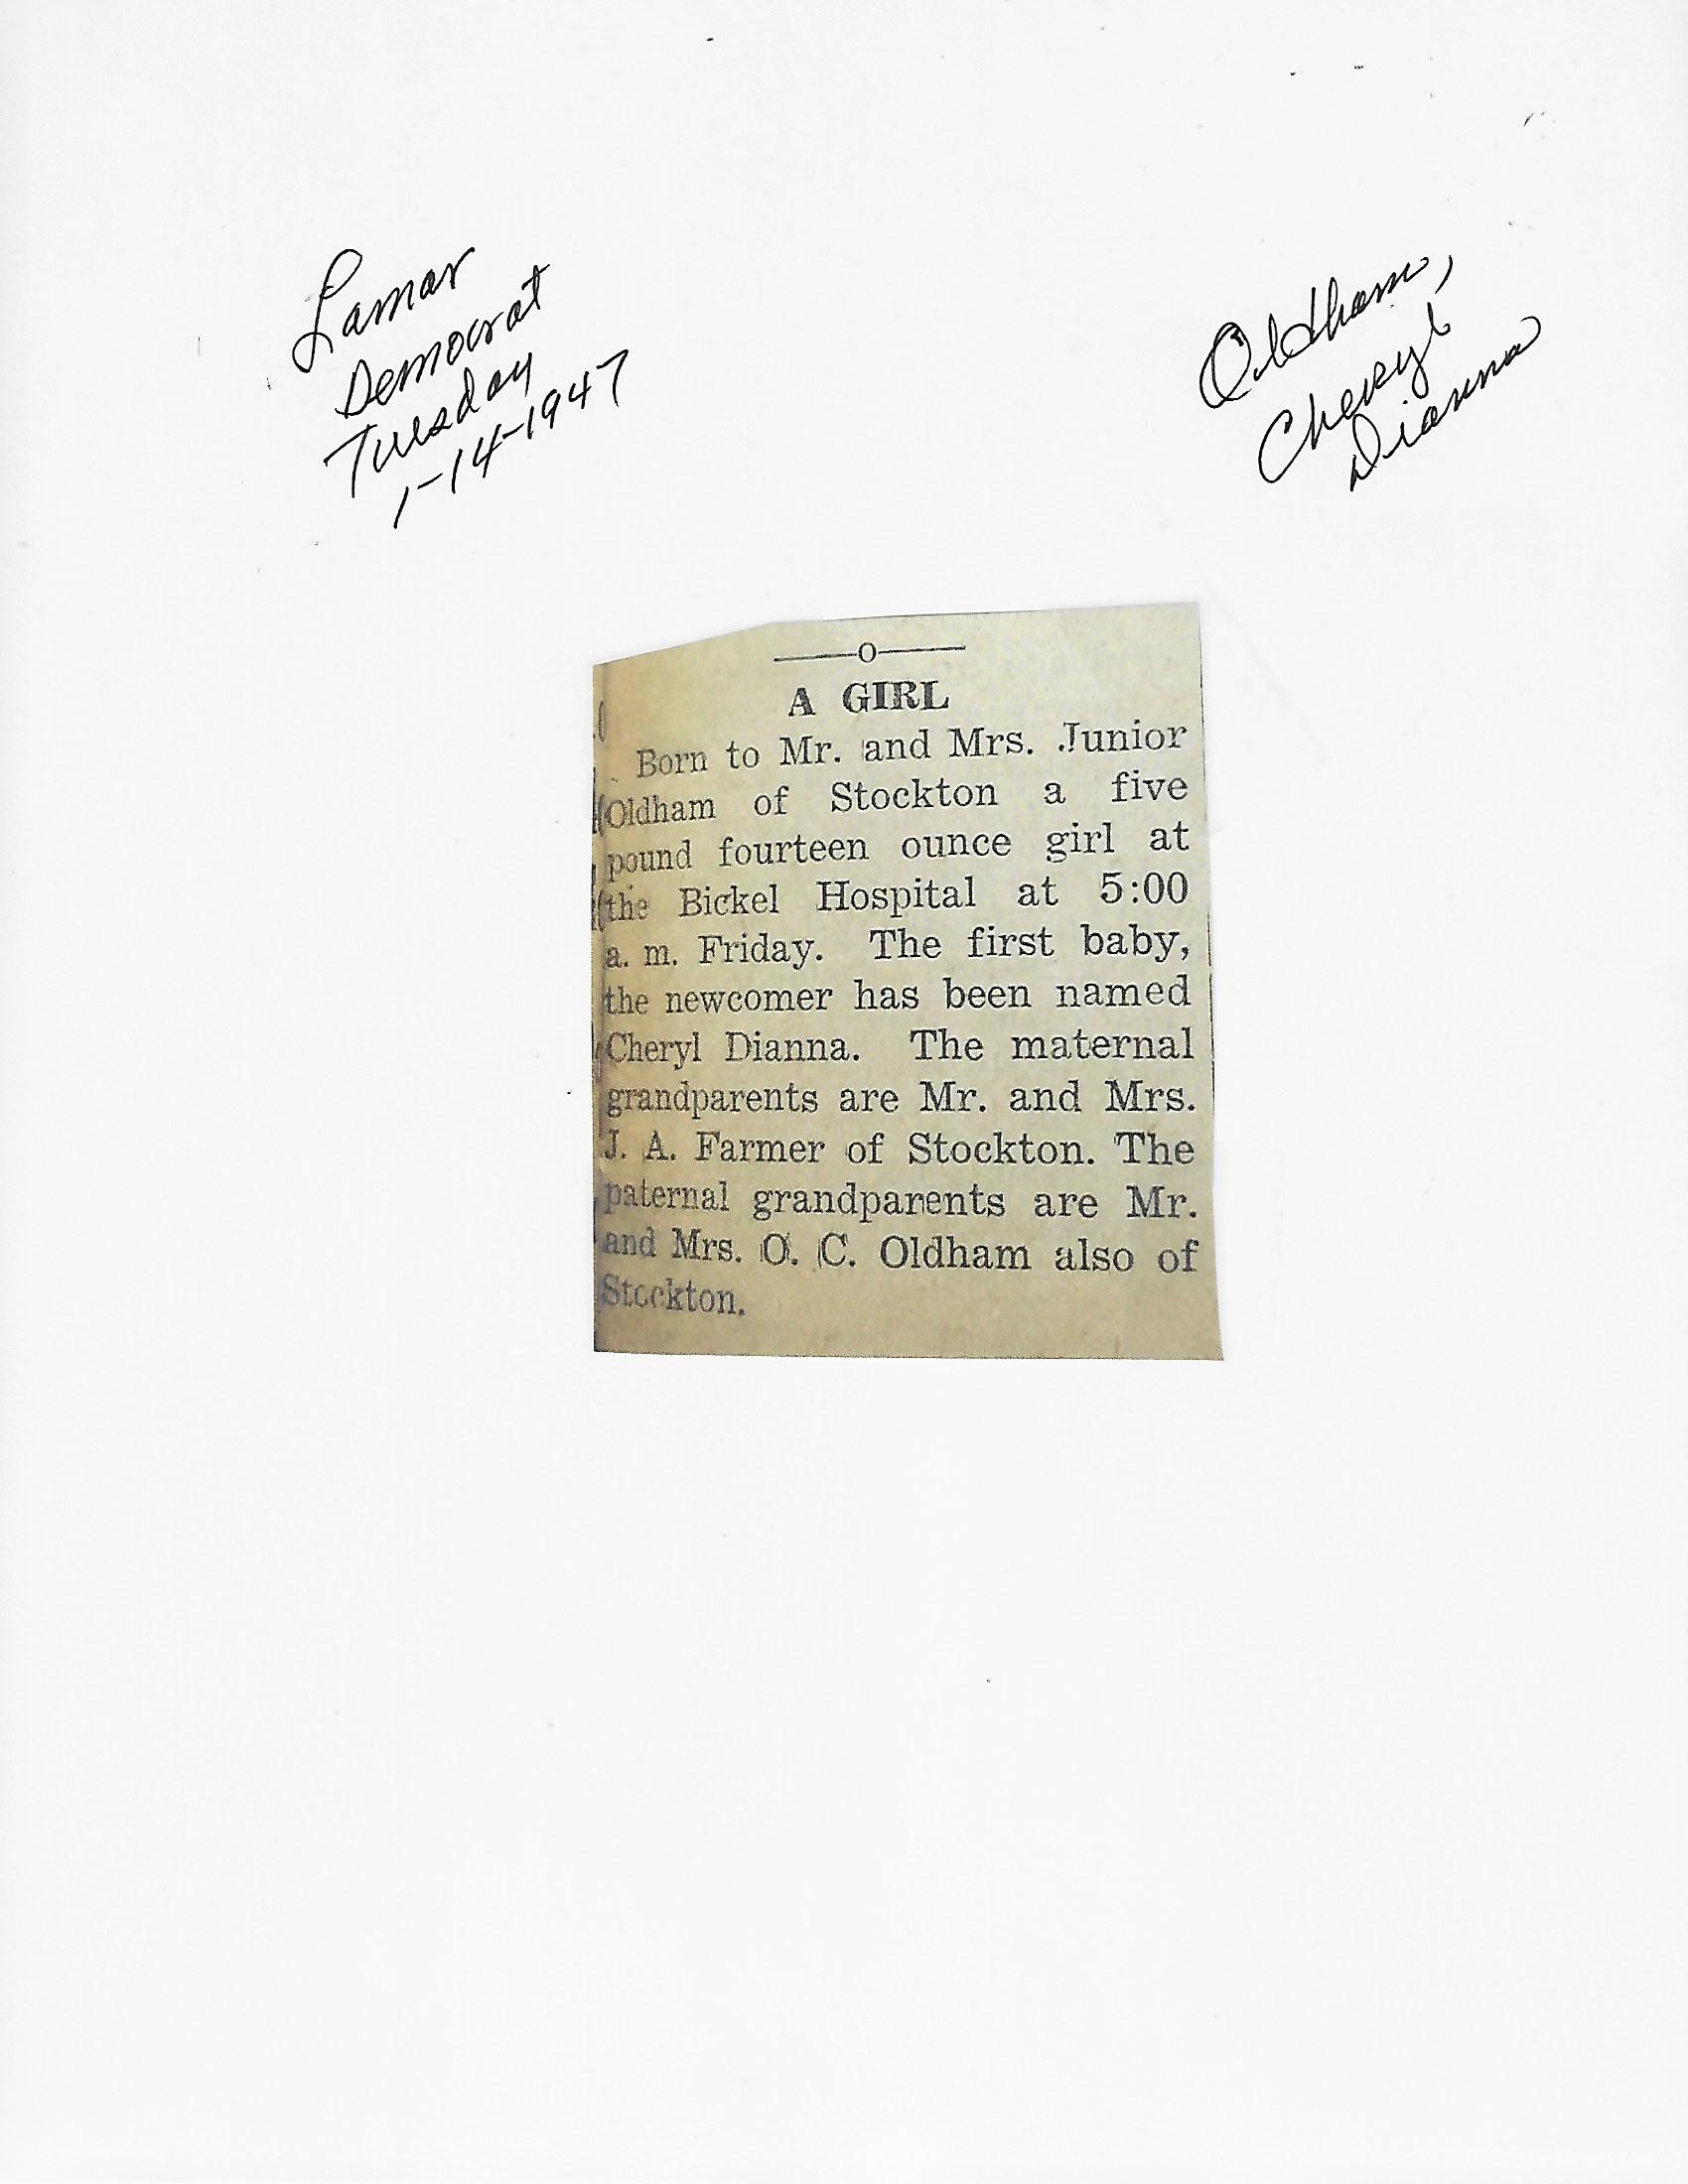 Lamar
Democrat
Tuesday
1-14-1947
Oldham,
Cheryl
Dianna
A GIRL
Born to Mr. and Mrs. Junior
Oldham of Stockton a five
pound fourteen ounce girl at
the Bickel Hospital at 5:00
a. m. Friday. The first baby,
the newcomer has been named
Cheryl Dianna. The maternal
grandparents are Mr. and Mrs.
J. A. Farmer of Stockton. The
paternal grandparents are Mr.
and Mrs. O. C. Oldham also of
Stockton.